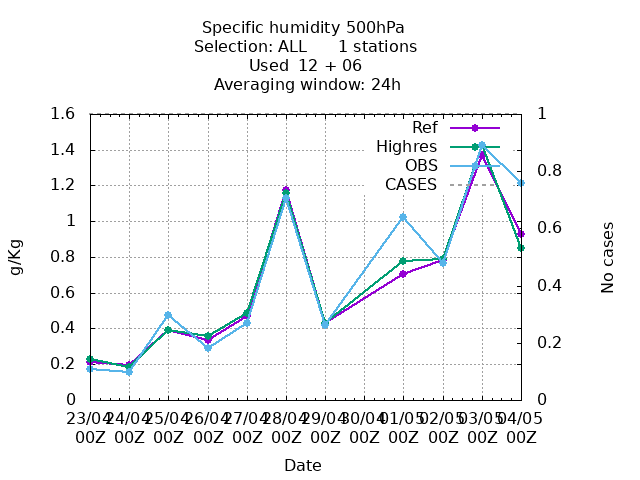 Specific humidity 500hPa
Selection: ALL 1 stations
Used 12 + 06
Averaging window: 24h
1.6
1.4
1.2
1
0.8
0.6
0.4
0.2
0
g/Kg
Ref
Highres
OBS
CASES
1
0.8
0.6
0.4
0.2
0
No cases
23/04 24/04 25/04 26/04 27/04 28/04 29/04 30/04 01/05 02/05 03/05 04/05
00Z 00Z 00Z 00Z 00Z 00Z 00Z 00Z 00Z 00Z 00Z 00Z
Date